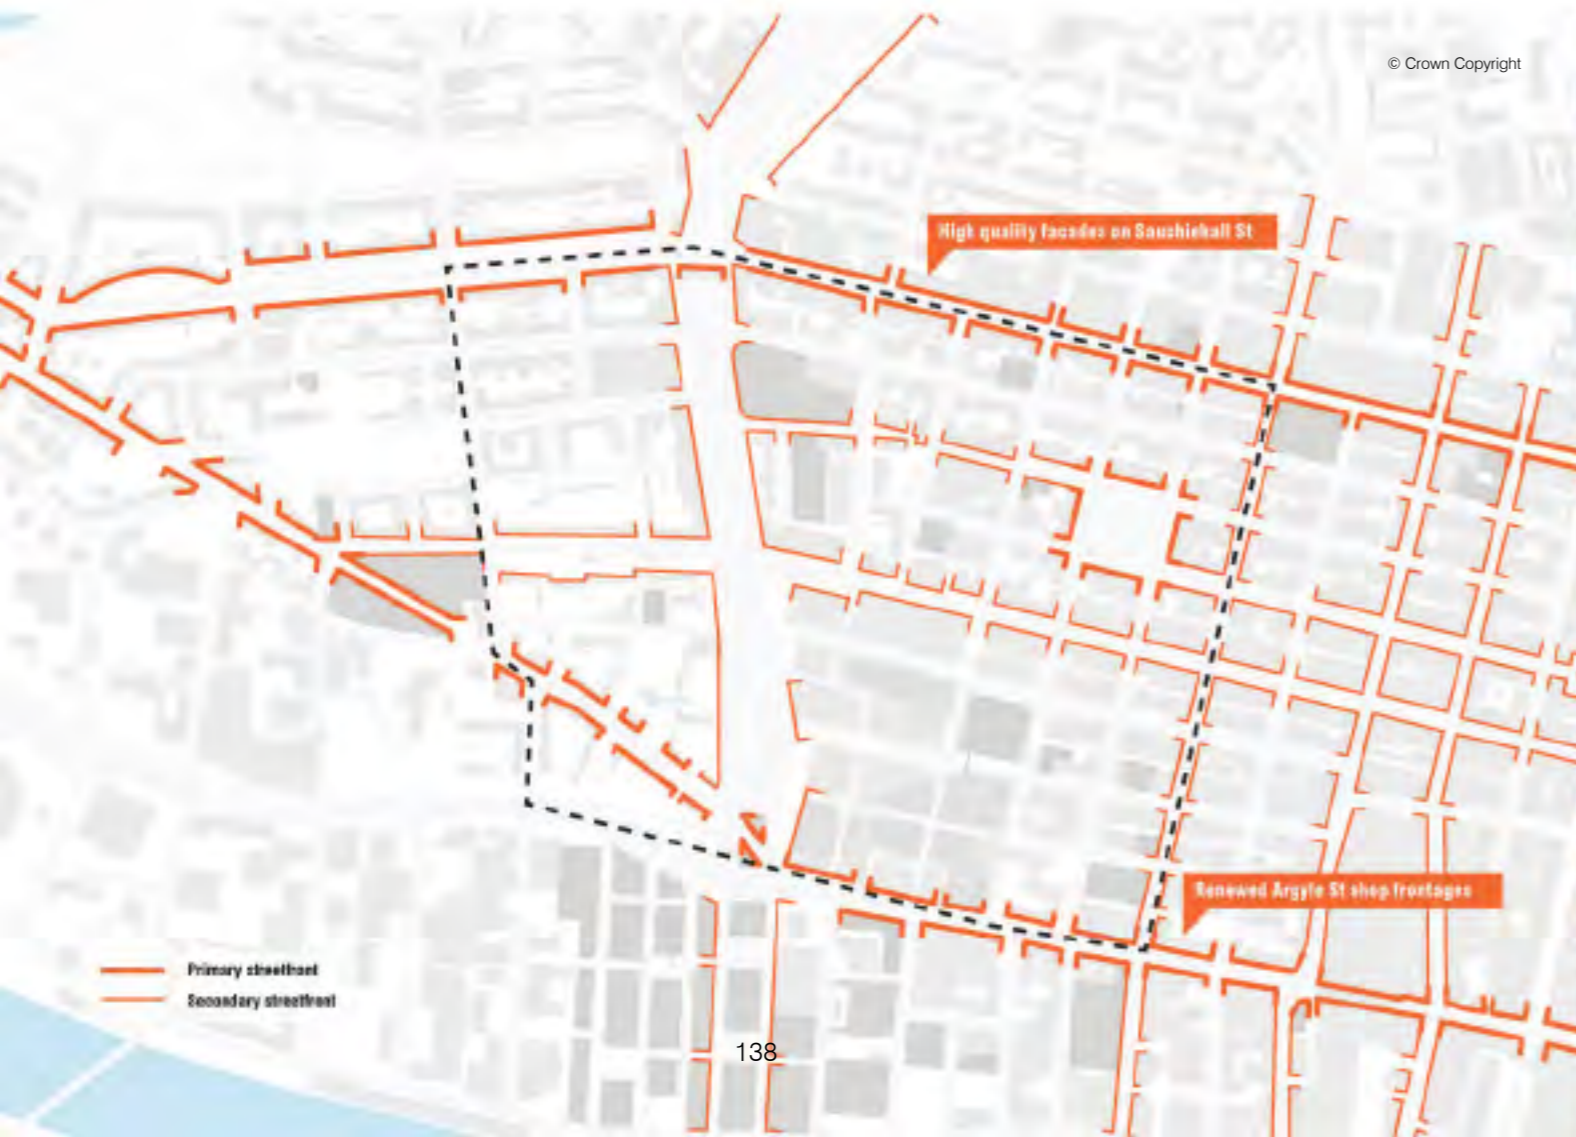 © Crown Copyright
High quality facades on Sauchiehall St
Renewed Argyle St shop frontages
Primary streetfront
Secondary streetfront
138